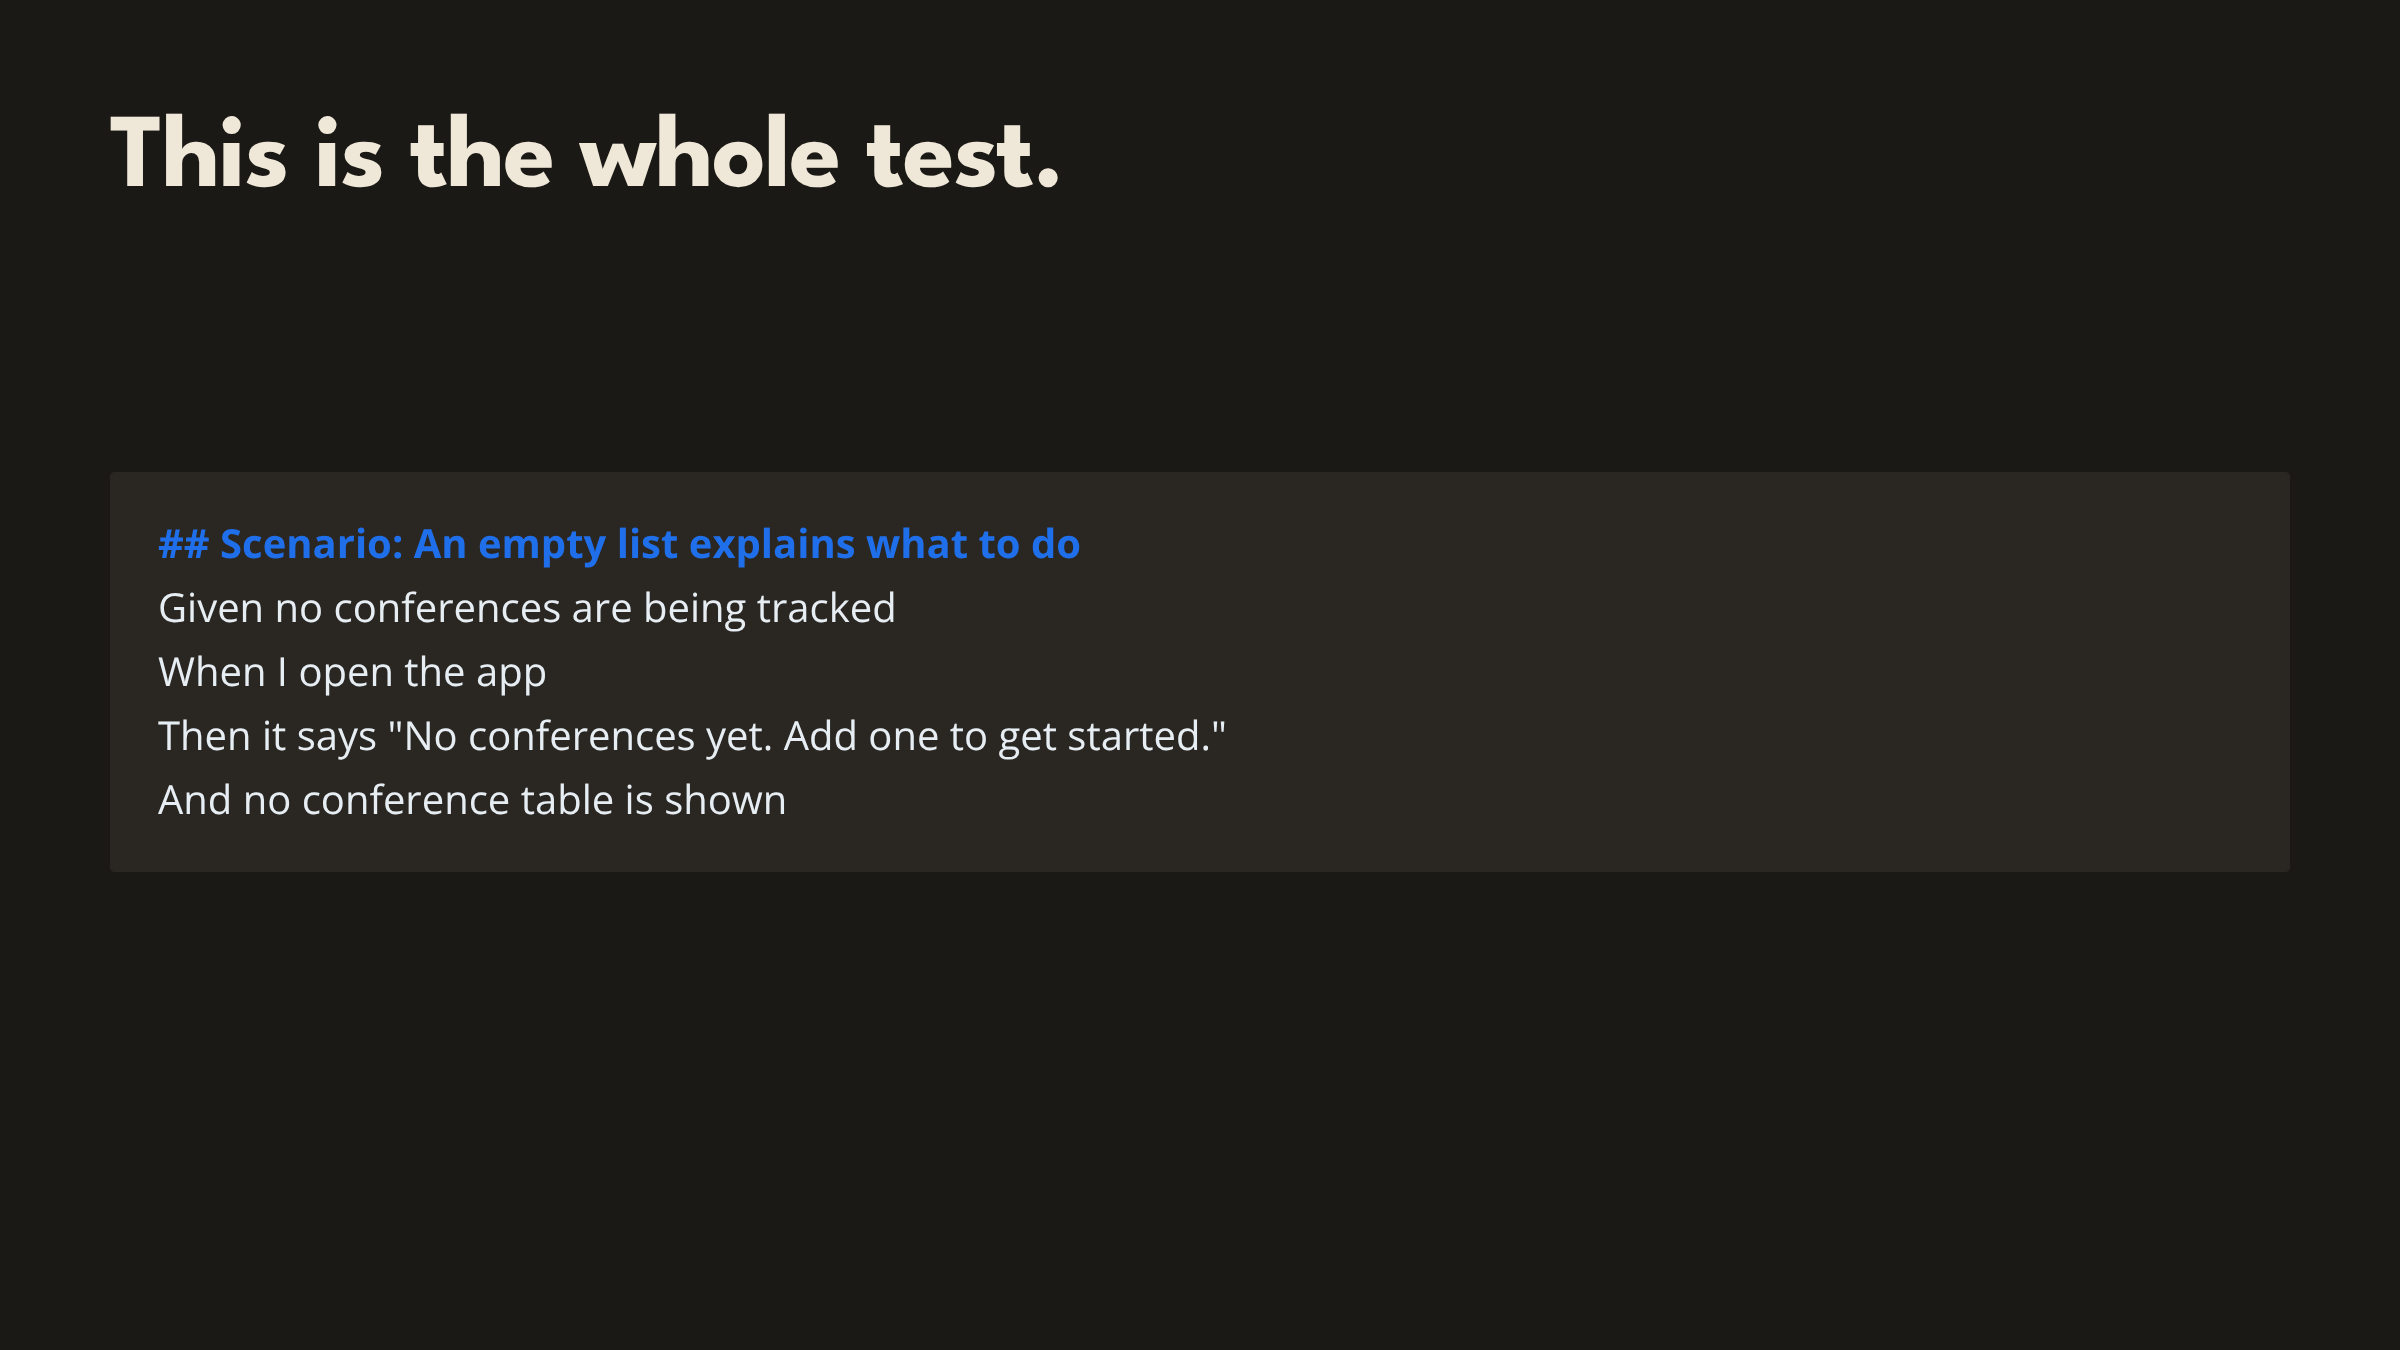 This is the whole test.
## Scenario: An empty list explains what to do
Given no conferences are being tracked
When I open the app
Then it says "No conferences yet. Add one to get started."
And no conference table is shown